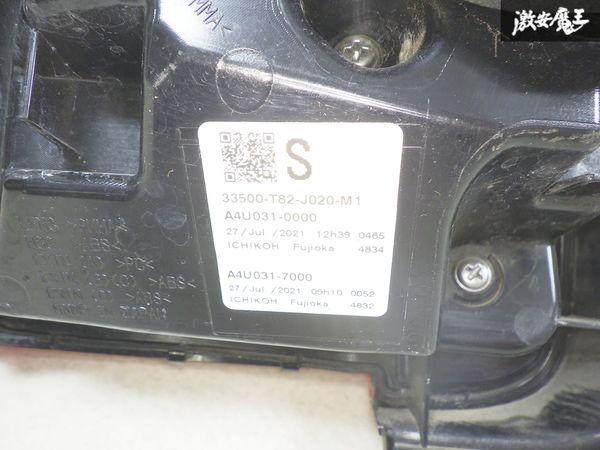 激安魔王
S
33500-T82-J020-M1
A4U031-0000
27/Jul/2021 12h39 0465
ICHIKOH Fujioka 4834
A4U031-7000
27/Jul/2021 09h10 0052
ICHIKOH Fujioka 4832